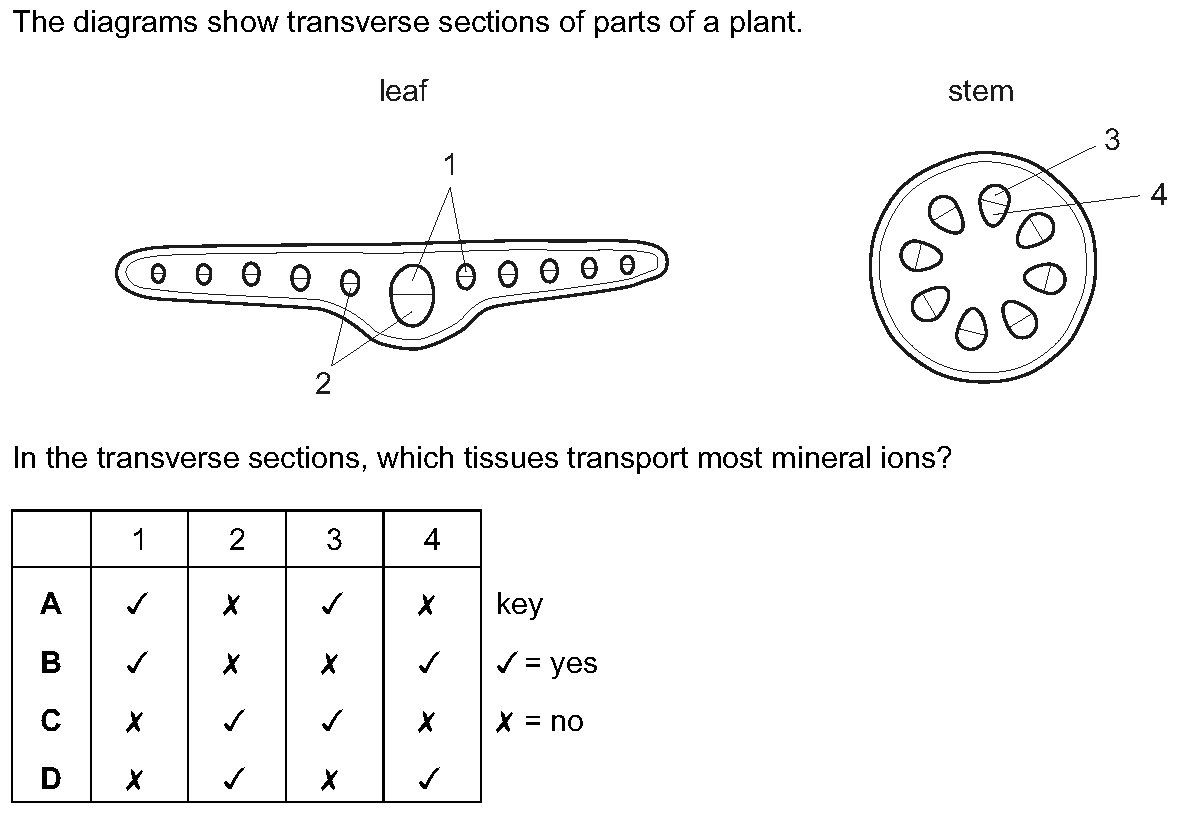 The diagrams show transverse sections of parts of a plant.
leaf
stem
1
2
3
4
In the transverse sections, which tissues transport most mineral ions?
1 2 3 4
A ✓ ✗ ✓ ✗ key
B ✓ ✗ ✗ ✓ ✓ = yes
C ✗ ✓ ✓ ✗ ✗ = no
D ✗ ✓ ✗ ✓